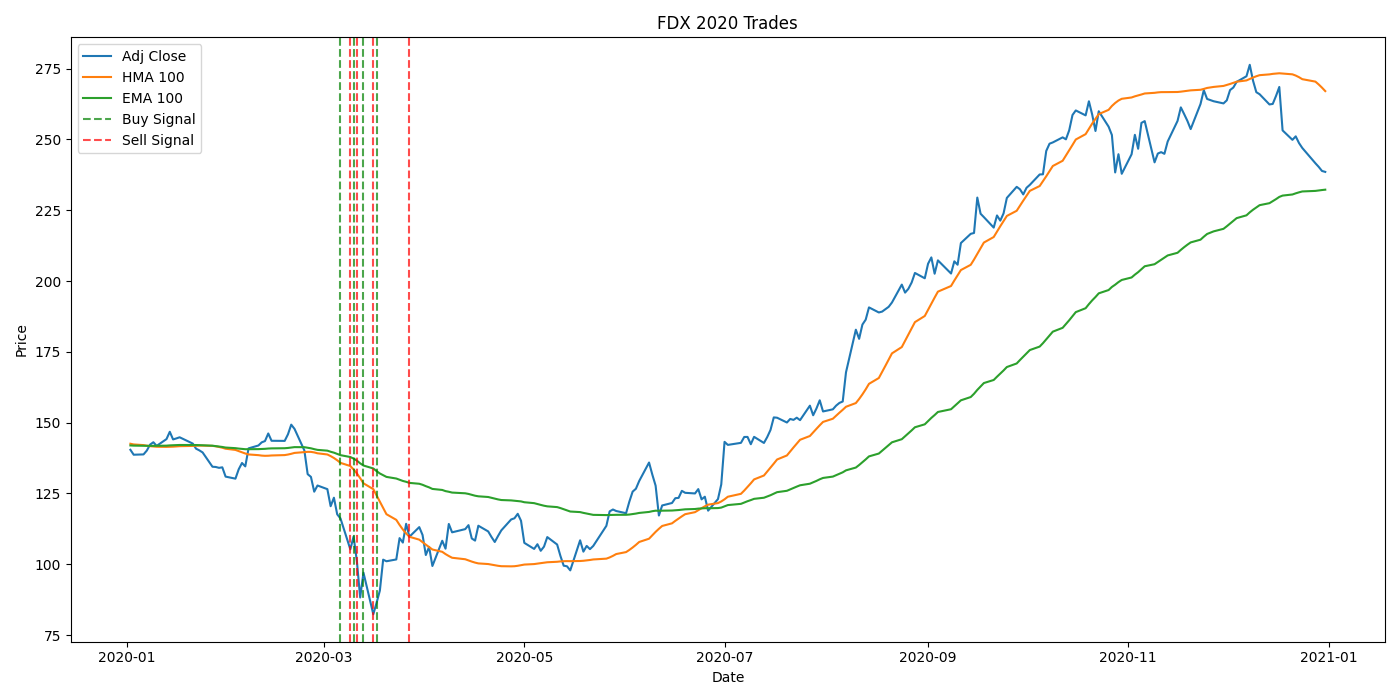 FDX 2020 Trades
Adj Close
HMA 100
EMA 100
Buy Signal
Sell Signal
Price
275
250
225
200
175
150
125
100
75
2020-01
2020-03
2020-05
2020-07
2020-09
2020-11
2021-01
Date